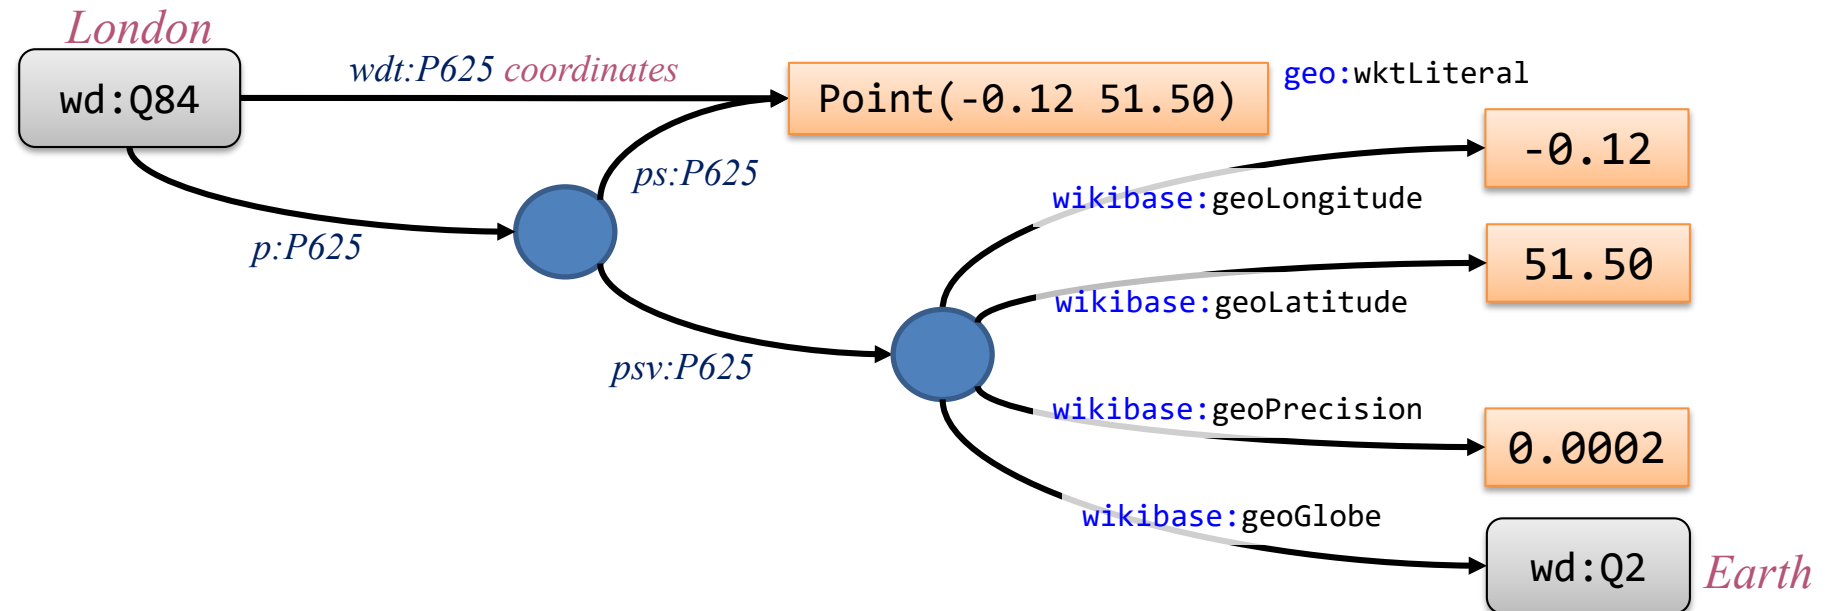 London
wd:Q84
wdt:P625 coordinates
Point(-0.12 51.50)
geo:wktLiteral
-0.12
ps:P625
wikibase:geoLongitude
p:P625
51.50
wikibase:geoLatitude
psv:P625
wikibase:geoPrecision
0.0002
wikibase:geoGlobe
wd:Q2
Earth